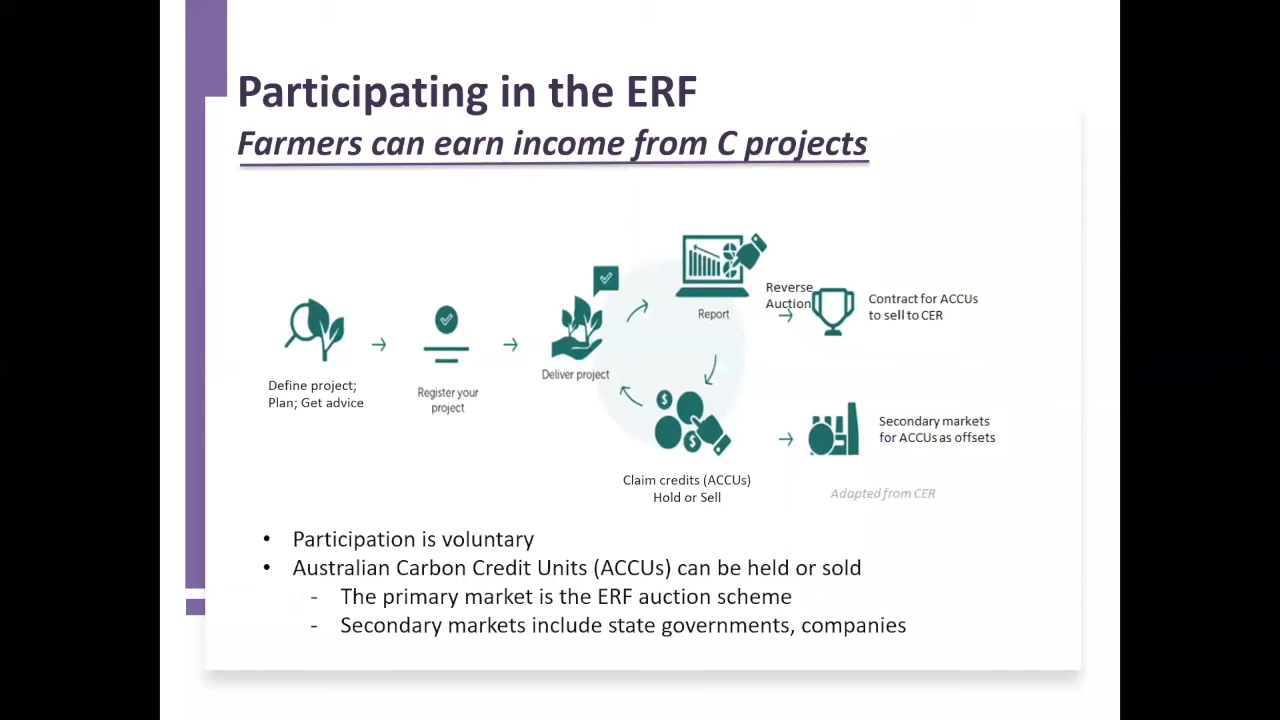 Participating in the ERF
Farmers can earn income from C projects
Define project;
Plan; Get advice
Register your
project
Deliver project
Report
Reverse
Auction
Contract for ACCUs
to sell to CER
Claim credits (ACCUs)
Hold or Sell
Secondary markets
for ACCUs as offsets
Adapted from CER
• Participation is voluntary
• Australian Carbon Credit Units (ACCUs) can be held or sold
- The primary market is the ERF auction scheme
- Secondary markets include state governments, companies